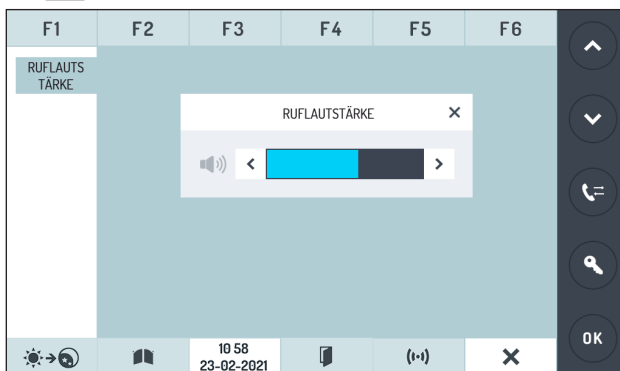 F1 F2 F3 F4 F5 F6
RUFLAUTS
TÄRKE
RUFLAUTSTÄRKE
10 58
23-02-2021
OK